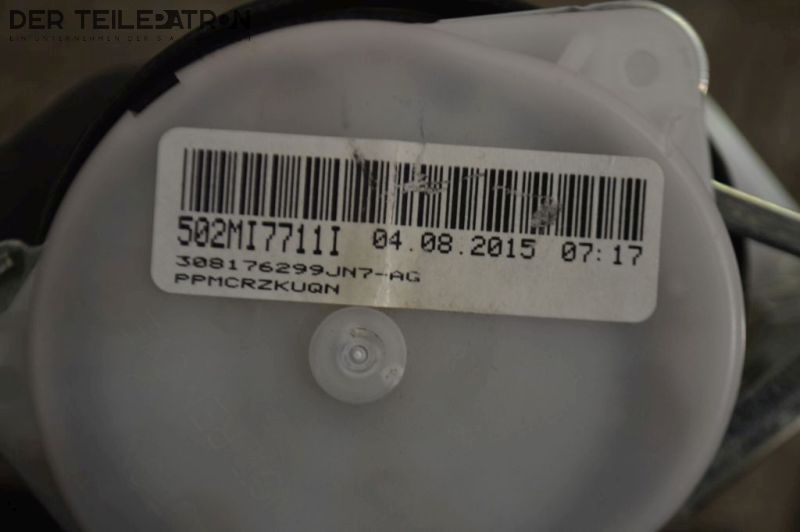 DER TEILEPATRON
502MI7711I 04.08.2015 07:17
308176299JN7-AG
PPMCRZKUQN